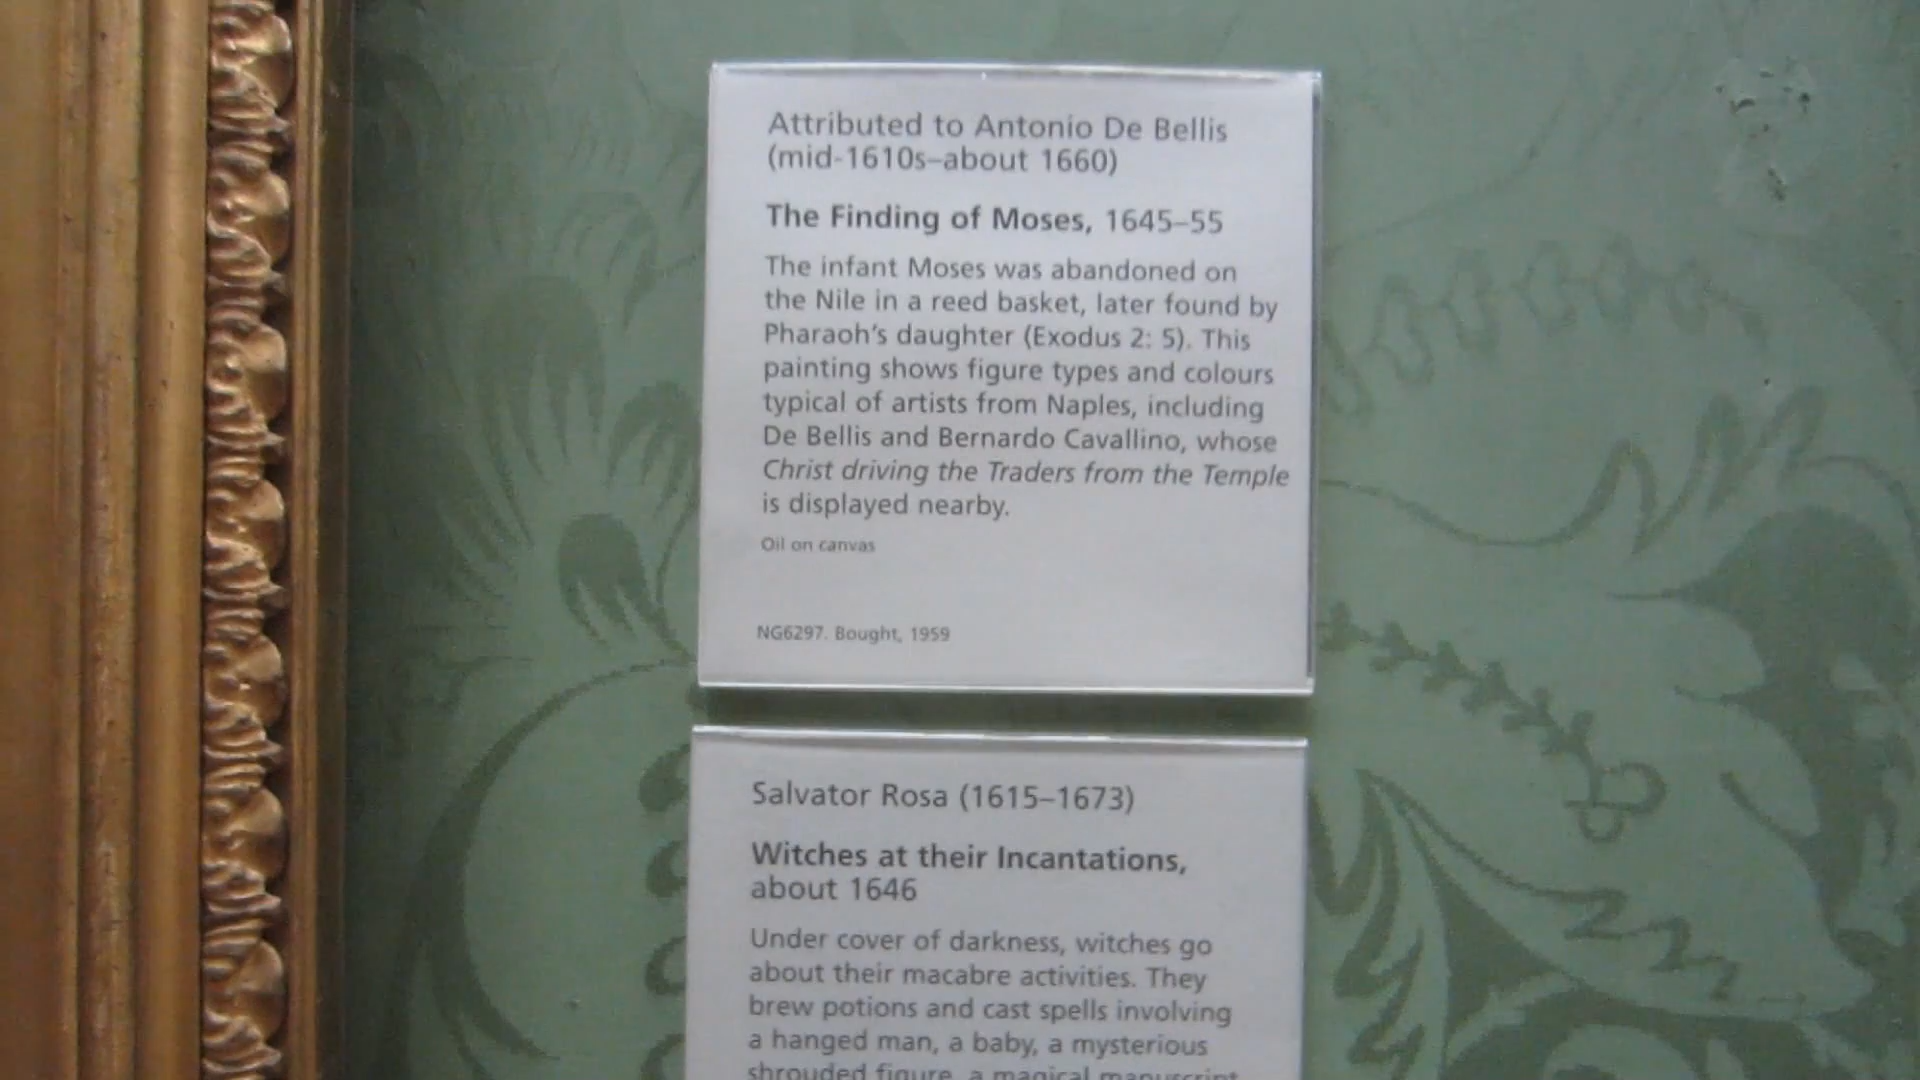 Attributed to Antonio De Bellis
(mid-1610s–about 1660)
The Finding of Moses, 1645–55
The infant Moses was abandoned on
the Nile in a reed basket, later found by
Pharaoh's daughter (Exodus 2: 5). This
painting shows figure types and colours
typical of artists from Naples, including
De Bellis and Bernardo Cavallino, whose
Christ driving the Traders from the Temple
is displayed nearby.
Oil on canvas
NG6297. Bought, 1959
Salvator Rosa (1615–1673)
Witches at their Incantations,
about 1646
Under cover of darkness, witches go
about their macabre activities. They
brew potions and cast spells involving
a hanged man, a baby, a mysterious
shrouded figure, a magical manuscript